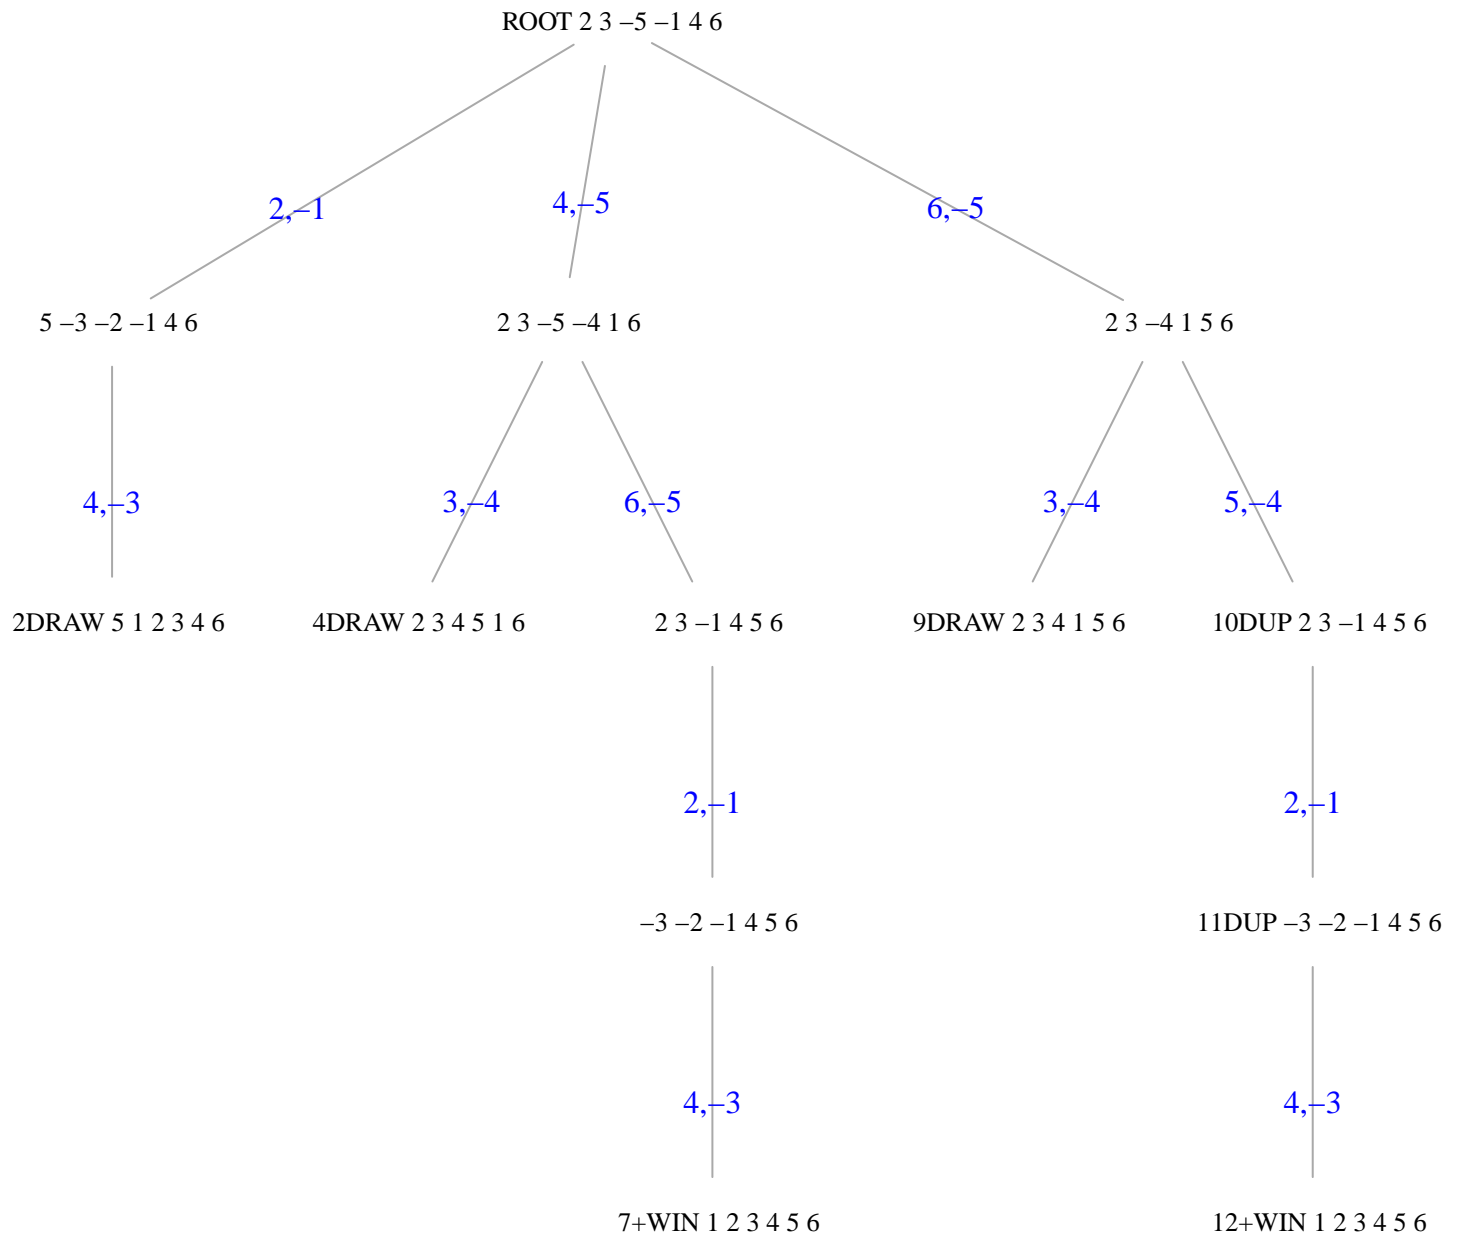 ROOT 2 3 –5 –1 4 6
2,–1
4,–5
6,–5
5 –3 –2 –1 4 6
2 3 –5 –4 1 6
2 3 –4 1 5 6
4,–3
3,–4
6,–5
3,–4
5,–4
2DRAW 5 1 2 3 4 6
4DRAW 2 3 4 5 1 6
2 3 –1 4 5 6
9DRAW 2 3 4 1 5 6
10DUP 2 3 –1 4 5 6
2,–1
2,–1
–3 –2 –1 4 5 6
11DUP –3 –2 –1 4 5 6
4,–3
4,–3
7+WIN 1 2 3 4 5 6
12+WIN 1 2 3 4 5 6